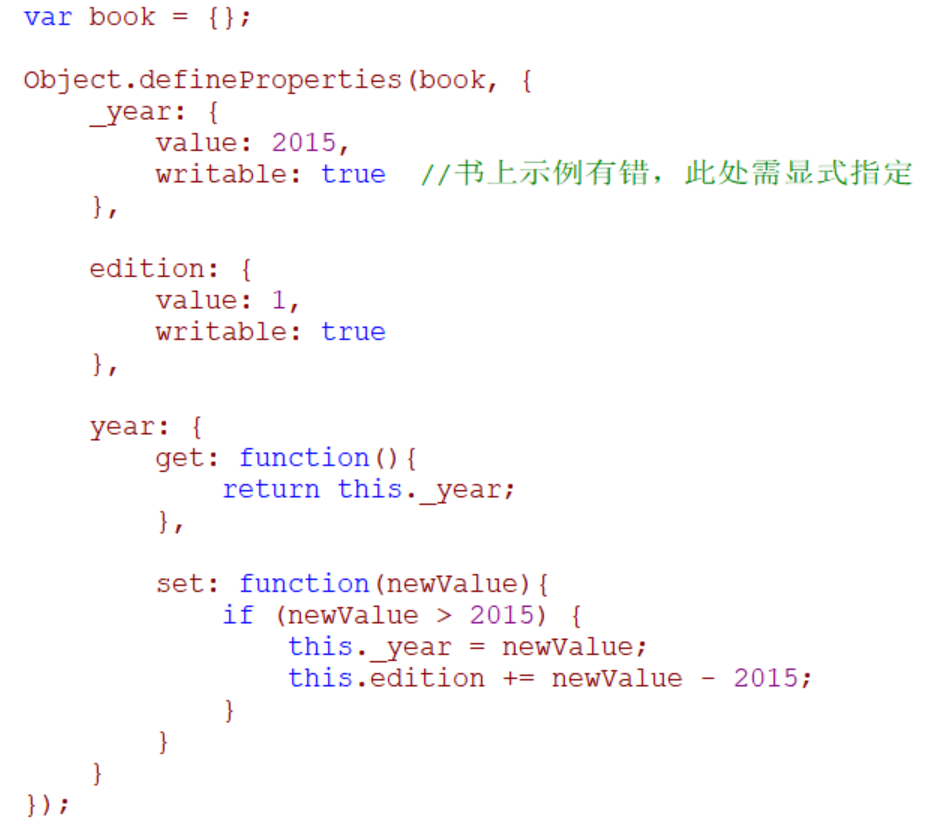 var book = {};
Object.defineProperties(book, {
    _year: {
        value: 2015,
        writable: true  //书上示例有错，此处需显式指定
    },
    edition: {
        value: 1,
        writable: true
    },
    year: {
        get: function(){
            return this._year;
        },
        set: function(newValue){
            if (newValue > 2015) {
                this._year = newValue;
                this.edition += newValue - 2015;
            }
        }
    }
});